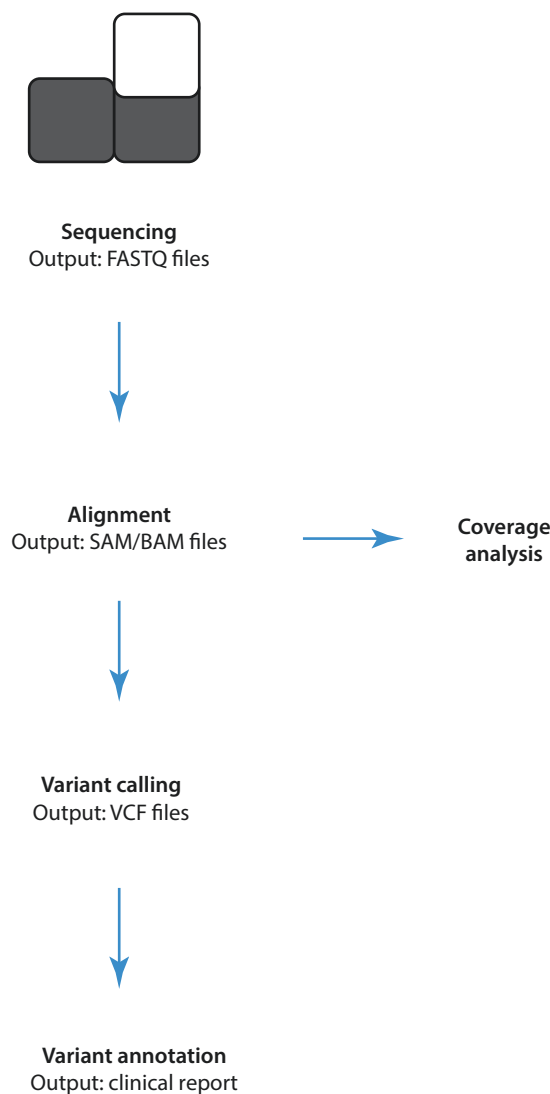 Sequencing
Output: FASTQ files
Alignment
Output: SAM/BAM files
Coverage
analysis
Variant calling
Output: VCF files
Variant annotation
Output: clinical report